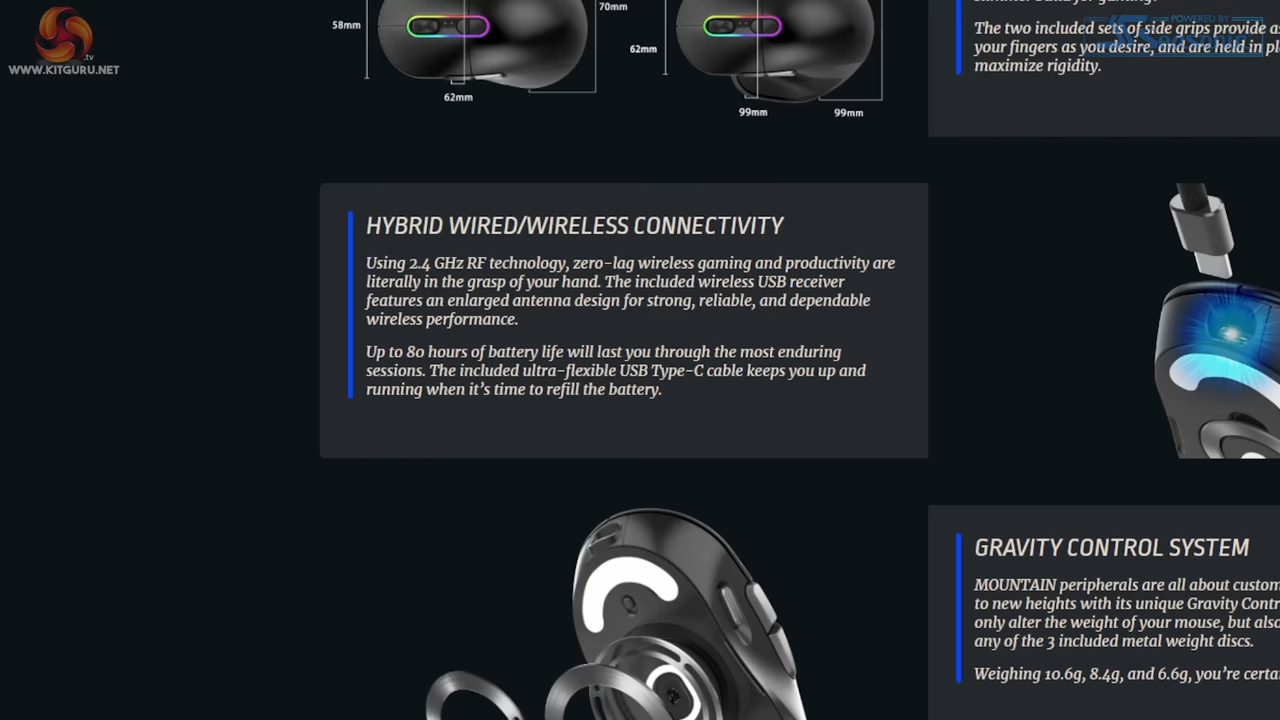 58mm
70mm
62mm
62mm
99mm
99mm
.tv
WWW.KITGURU.NET
POWERED BY
The two included sets of side grips provide as
your fingers as you desire, and are held in pl
maximize rigidity.
HYBRID WIRED/WIRELESS CONNECTIVITY
Using 2.4 GHz RF technology, zero-lag wireless gaming and productivity are
literally in the grasp of your hand. The included wireless USB receiver
features an enlarged antenna design for strong, reliable, and dependable
wireless performance.
Up to 80 hours of battery life will last you through the most enduring
sessions. The included ultra-flexible USB Type-C cable keeps you up and
running when it's time to refill the battery.
GRAVITY CONTROL SYSTEM
MOUNTAIN peripherals are all about custom
to new heights with its unique Gravity Contr
only alter the weight of your mouse, but also
any of the 3 included metal weight discs.
Weighing 10.6g, 8.4g, and 6.6g, you're certai